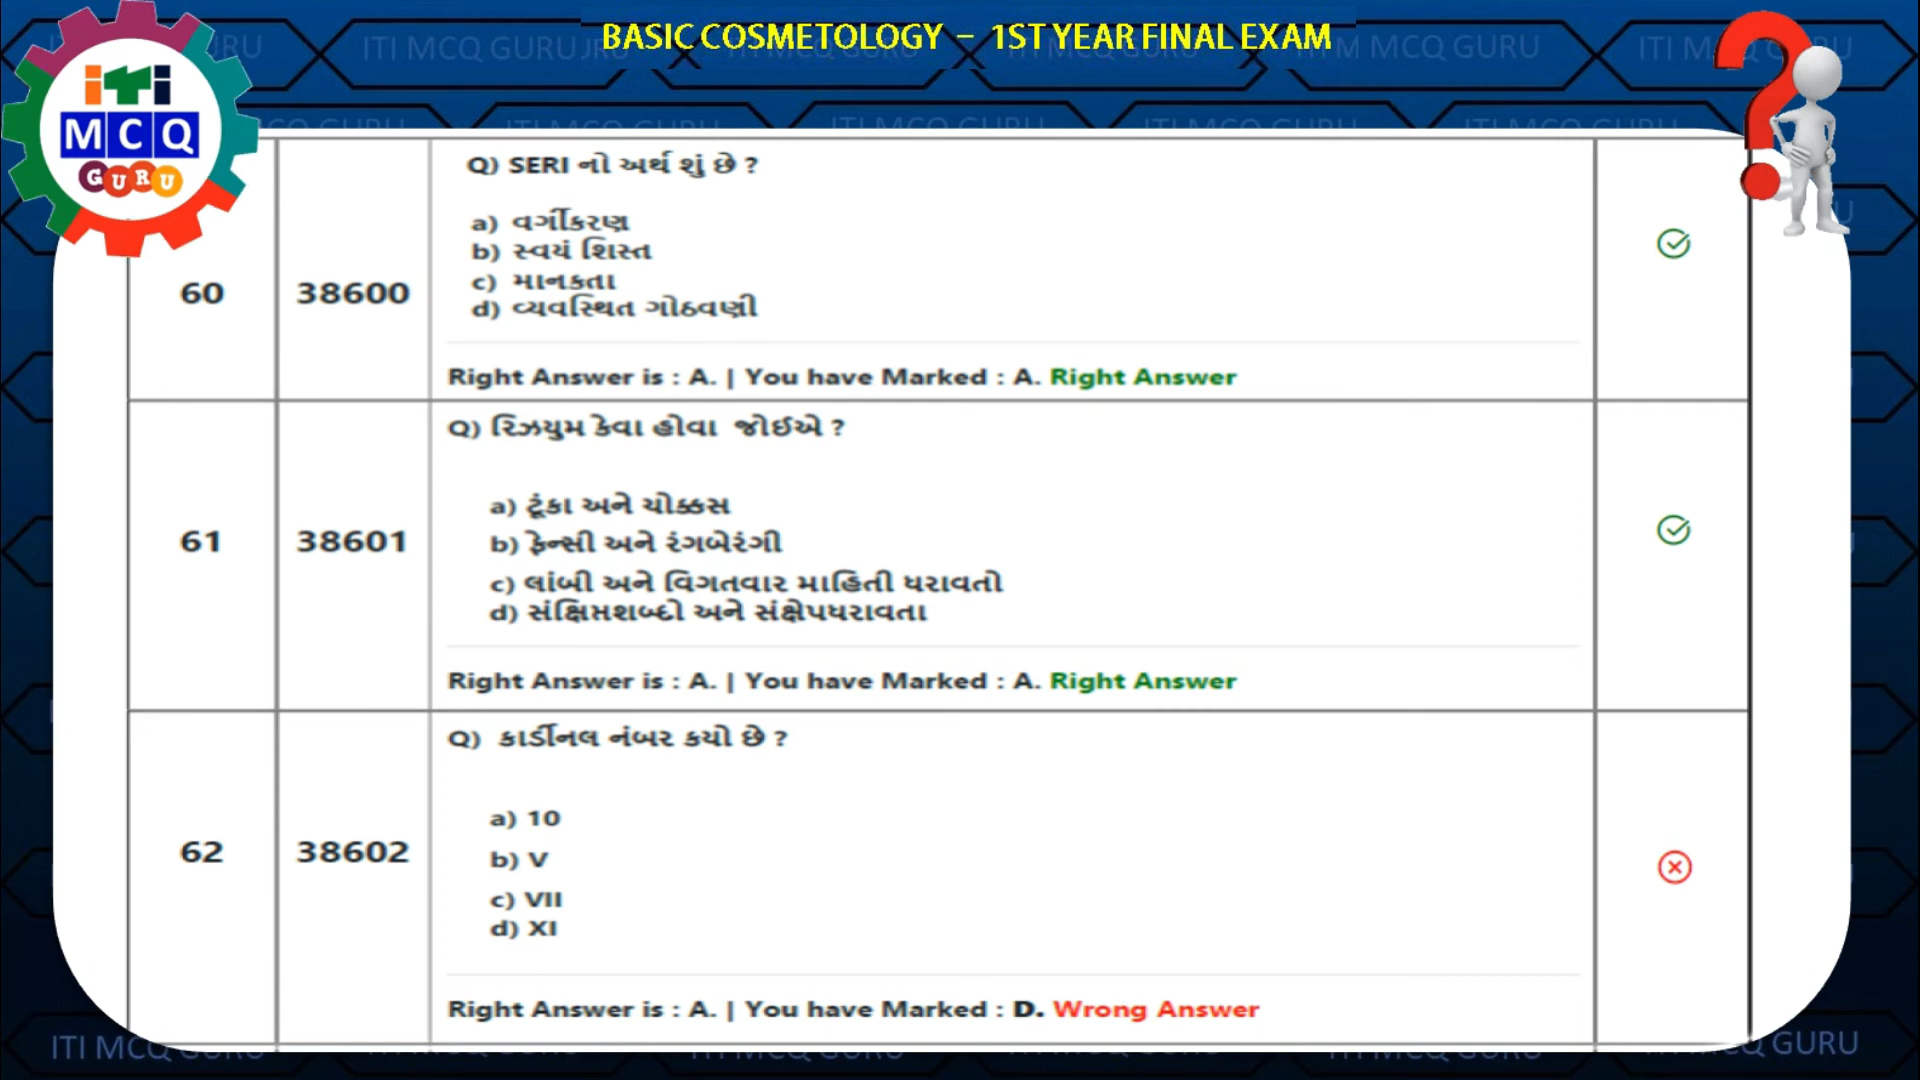 BASIC COSMETOLOGY – 1ST YEAR FINAL EXAM
iTi
MCQ
GURU
60
38600
Q) SERI નો અર્થ શું છે ?
a) વર્ગીકરણ
b) સ્વયં શિસ્ત
c) માનકતા
d) વ્યવસ્થિત ગોઠવણી
Right Answer is : A. | You have Marked : A. Right Answer
61
38601
Q) રિઝયુમ કેવા હોવા જોઈએ ?
a) ટૂંકા અને ચોક્કસ
b) ફેન્સી અને રંગબેરંગી
c) લાંબી અને વિગતવાર માહિતી ધરાવતો
d) સંક્ષિપ્તશબ્દો અને સંક્ષેપધરાવતા
Right Answer is : A. | You have Marked : A. Right Answer
62
38602
Q) કાર્ડીનલ નંબર કયો છે ?
a) 10
b) V
c) VII
d) XI
Right Answer is : A. | You have Marked : D. Wrong Answer